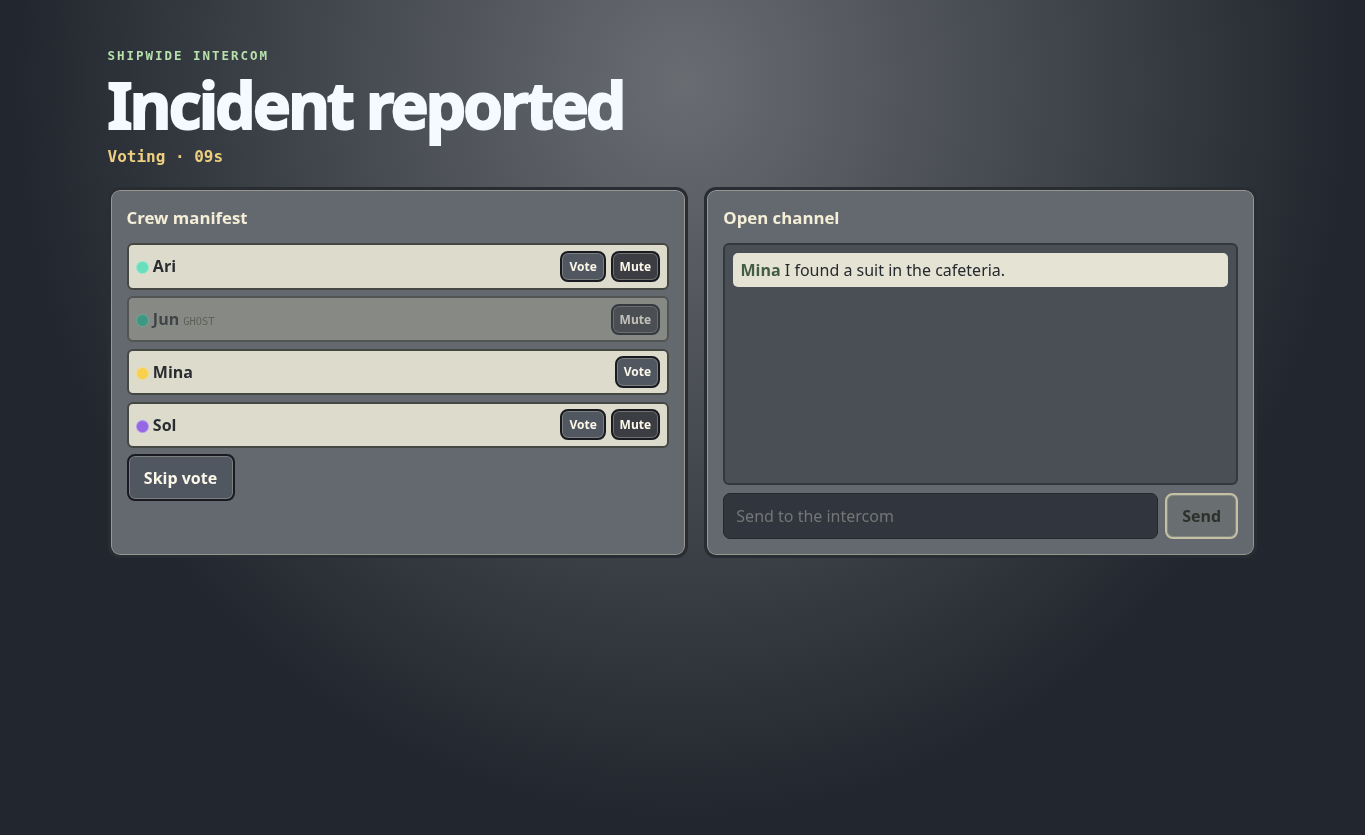 SHIPWIDE INTERCOM
Incident reported
Voting · 09s
Crew manifest
Ari Vote Mute
Jun GHOST Mute
Mina Vote
Sol Vote Mute
Skip vote
Open channel
Mina I found a suit in the cafeteria.
Send to the intercom Send